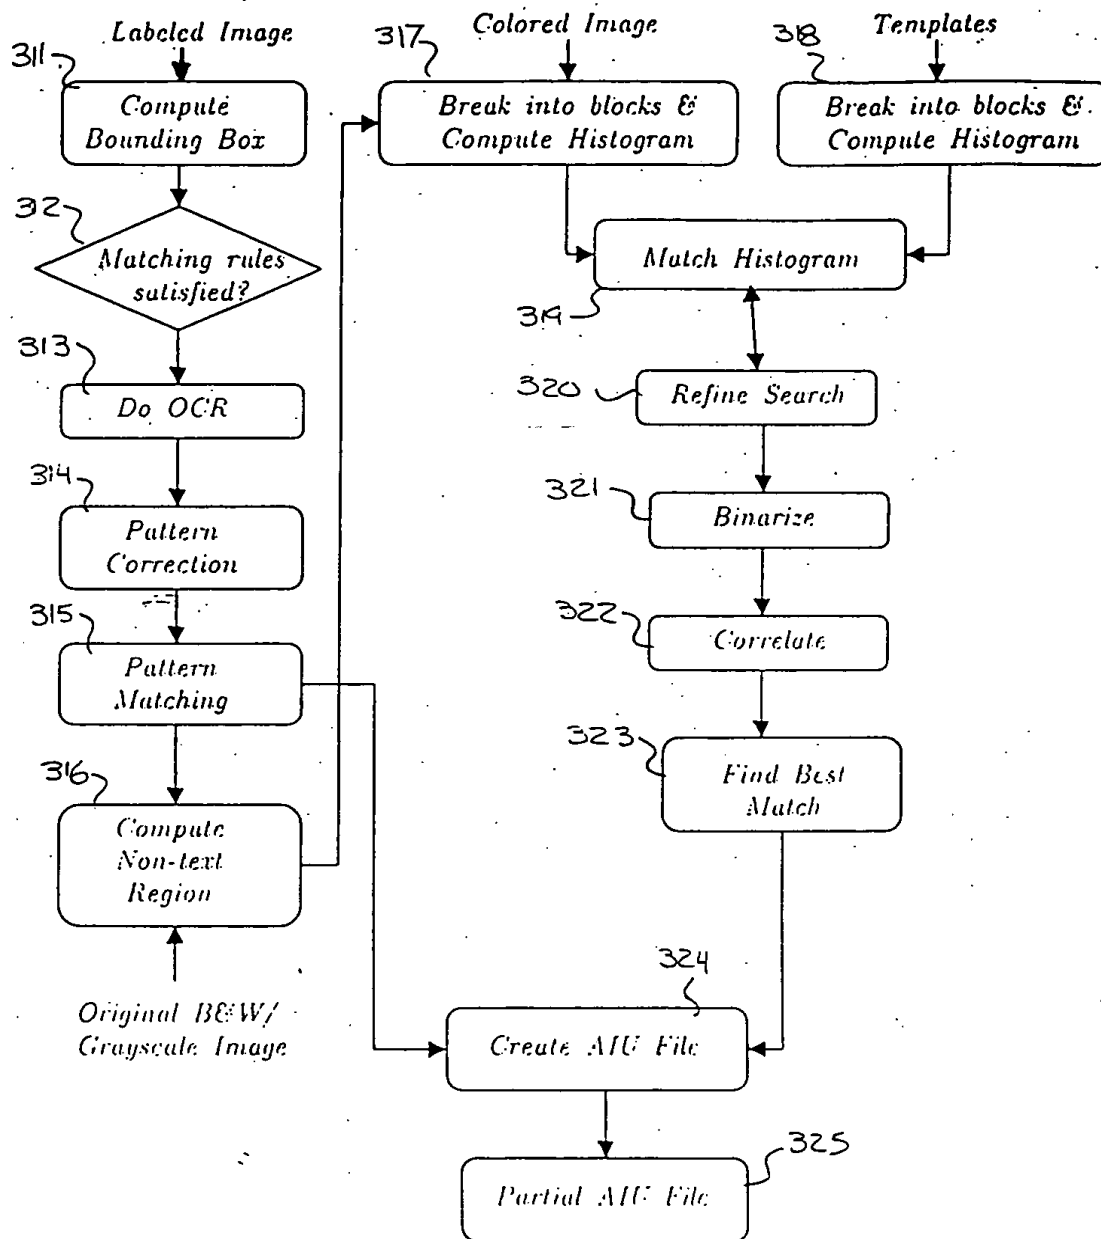 Labeled Image
311
Compute
Bounding Box
312
Matching rules
satisfied?
313
Do OCR
314
Pattern
Correction
315
Pattern
Matching
316
Compute
Non-text
Region
Original B&W/
Grayscale Image
Colored Image
317
Break into blocks &
Compute Histogram
Templates
318
Break into blocks &
Compute Histogram
Match Histogram
319
320
Refine Search
321
Binarize
322
Correlate
323
Find Best
Match
324
Create AIU File
325
Partial AIU File